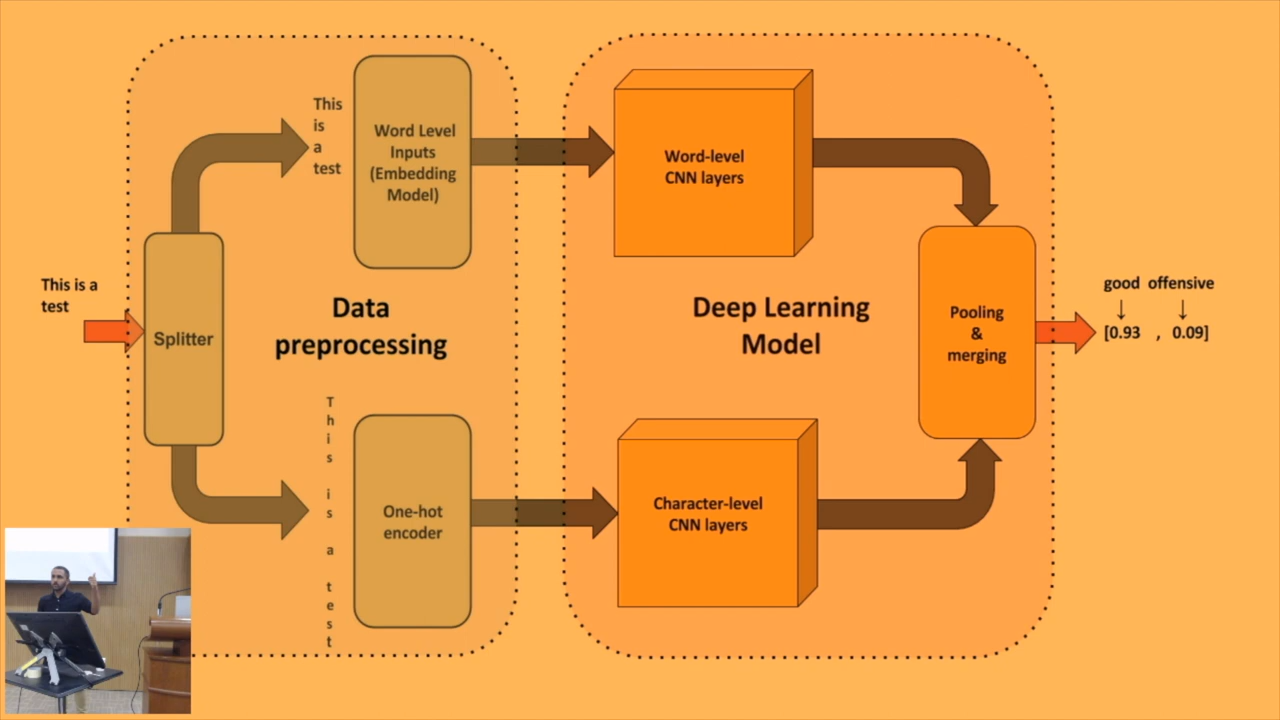 This is a
test
Splitter
This
is
a
test
Word Level
Inputs
(Embedding
Model)
Data
preprocessing
T
h
i
s
i
s
a
t
e
s
t
One-hot
encoder
Word-level
CNN layers
Deep Learning
Model
Character-level
CNN layers
Pooling
&
merging
good offensive
[0.93 , 0.09]